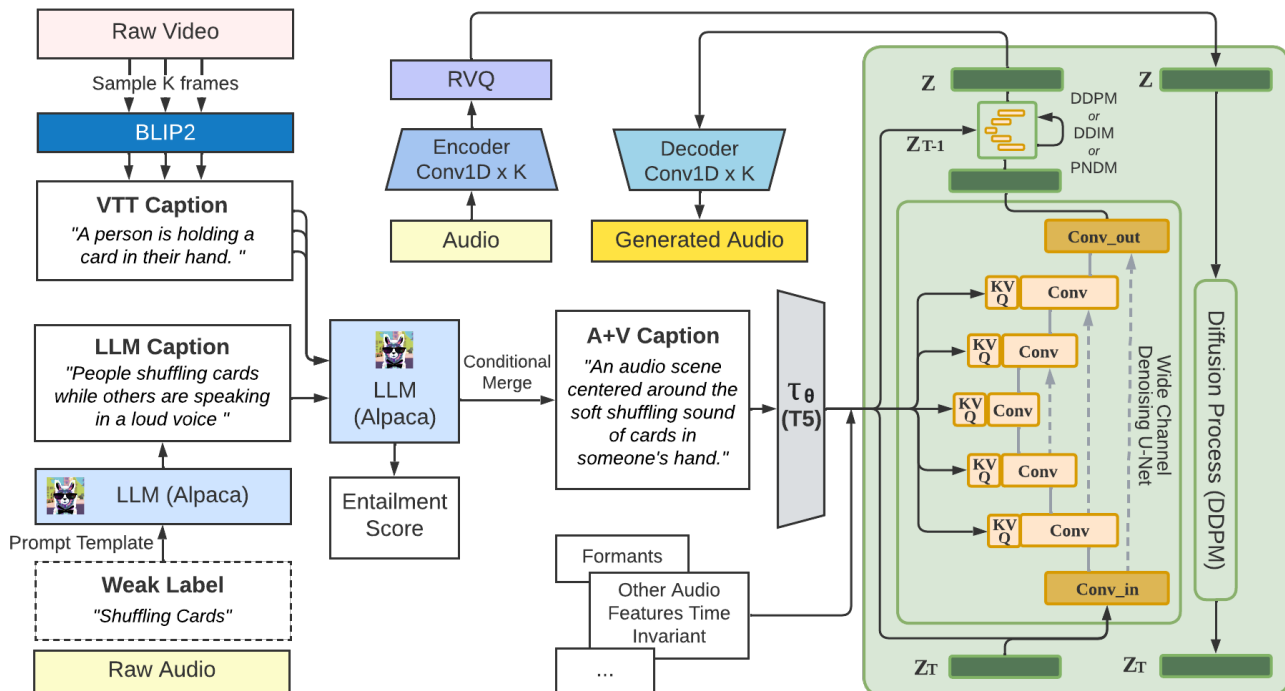 Raw Video
Sample K frames
BLIP2
VTT Caption
"A person is holding a
card in their hand. "
LLM Caption
"People shuffling cards
while others are speaking
in a loud voice "
LLM (Alpaca)
Prompt Template
Weak Label
"Shuffling Cards"
Raw Audio
LLM
(Alpaca)
Entailment
Score
Conditional
Merge
RVQ
Encoder
Conv1D x K
Audio
Decoder
Conv1D x K
Generated Audio
A+V Caption
"An audio scene
centered around the
soft shuffling sound
of cards in
someone's hand."
τθ
(T5)
Formants
Other Audio
Features Time
Invariant
...
Z
Z
DDPM
or
DDIM
or
PNDM
ZT-1
Conv_out
KV
Q
Conv
KV
Q
Conv
KV
Q
Conv
KV
Q
Conv
KV
Q
Conv
Conv_in
Wide Channel
Denoising U-Net
Diffusion Process (DDPM)
ZT
ZT